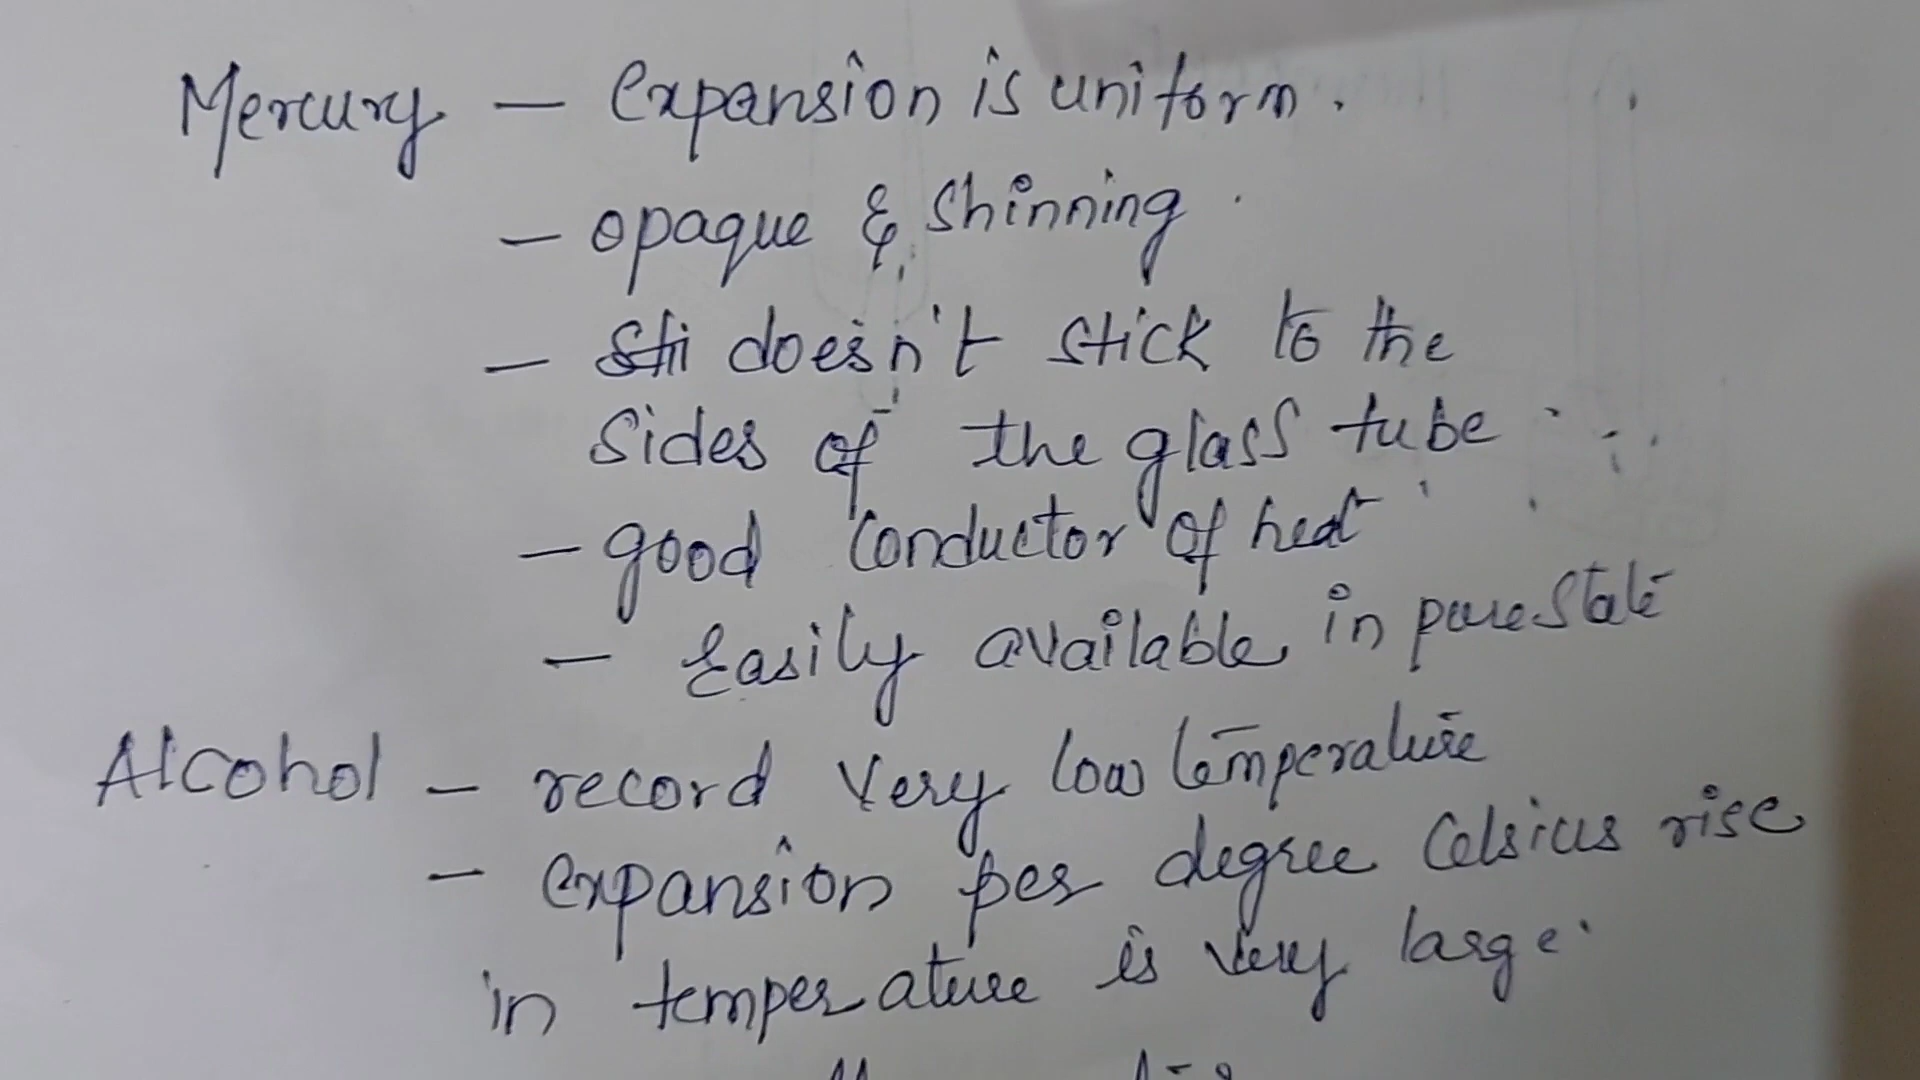 Mercury — Expansion is uniform.
— opaque & Shinning.
— doesn't stick to the
Sides of the glass tube.
— good conductor of heat
— Easily available in pure state
Alcohol — record very low temperature
— expansion per degree Celsius rise
in temperature is very large.